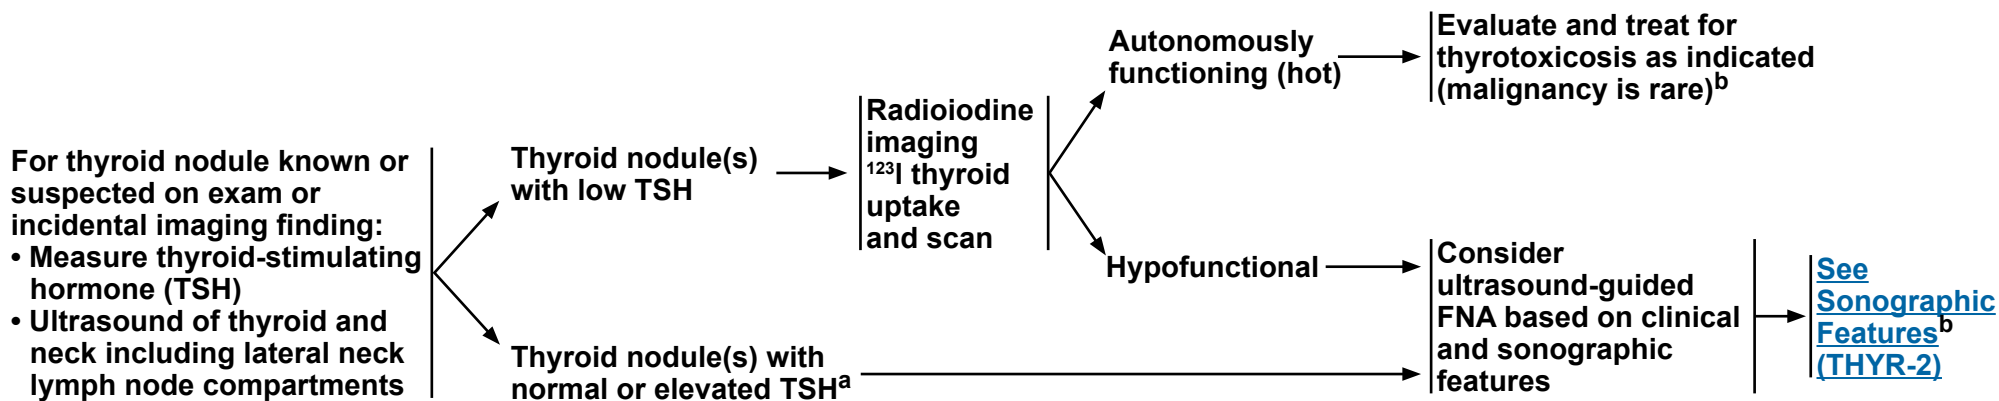 For thyroid nodule known or
suspected on exam or
incidental imaging finding:
• Measure thyroid-stimulating
hormone (TSH)
• Ultrasound of thyroid and
neck including lateral neck
lymph node compartments
Thyroid nodule(s)
with low TSH
Thyroid nodule(s) with
normal or elevated TSHa
Radioiodine
imaging
123I thyroid
uptake
and scan
Autonomously
functioning (hot)
Hypofunctional
Evaluate and treat for
thyrotoxicosis as indicated
(malignancy is rare)b
Consider
ultrasound-guided
FNA based on clinical
and sonographic
features
See
Sonographic
Featuresb
(THYR-2)